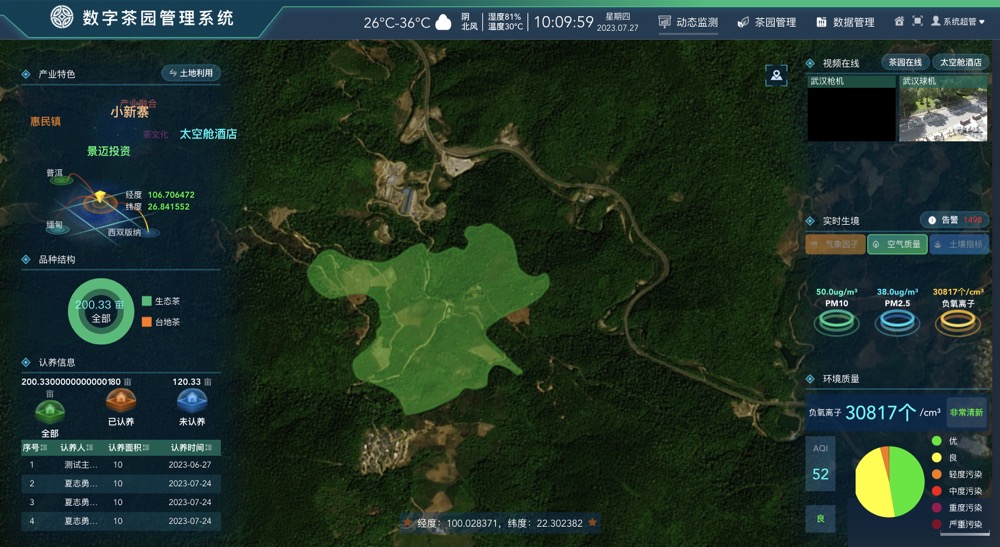 数字茶园管理系统
26°C-36°C
阴
北风
湿度81%
温度30°C
10:09:59
星期四
2023.07.27
动态监测
茶园管理
数据管理
系统超管
产业特色
土地利用
产业融合
小新寨
惠民镇
茶文化
太空舱酒店
景迈投资
普洱
经度 106.706472
纬度 26.841552
缅甸
西双版纳
品种结构
200.33 亩
全部
生态茶
台地茶
认养信息
200.3300000000000180 亩
120.33 亩
亩
已认养
未认养
全部
序号 认养人 认养面积 认养时间
1 测试主... 10 2023-06-27
2 夏志勇... 10 2023-07-24
3 夏志勇... 10 2023-07-24
4 夏志勇... 10 2023-07-24
经度：100.028371，纬度：22.302382
视频在线
茶园在线
太空舱酒店
武汉枪机
武汉球机
实时生境
告警 1498
气象因子
空气质量
土壤指标
50.0ug/m³
PM10
38.0ug/m³
PM2.5
30817个/cm³
负氧离子
环境质量
负氧离子 30817个 /cm³ 非常清新
AQI
52
良
优
良
轻度污染
中度污染
重度污染
严重污染